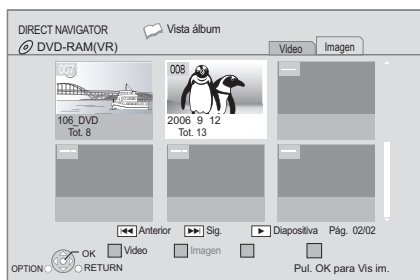 DIRECT NAVIGATOR Vista álbum
DVD-RAM(VR) Video Imagen
007 008 -- 
106_DVD 2006 9 12
Tot. 8 Tot. 13
--- --- ---
Anterior Sig. Diapositiva Pág. 02/02
OK Video Imagen
OPTION RETURN Pul. OK para Vis im.